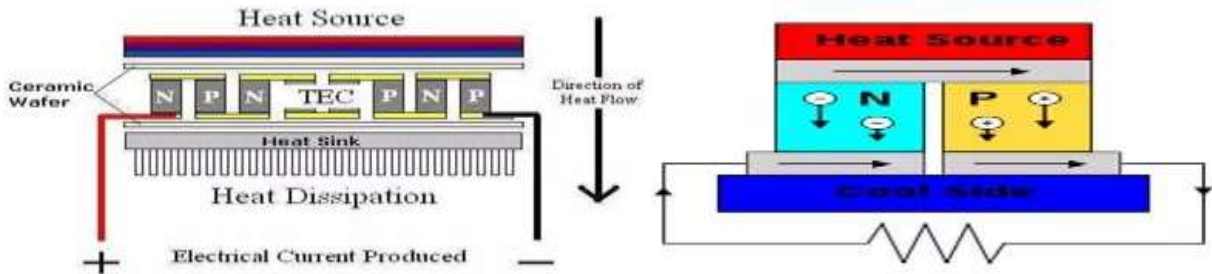 Heat Source
Ceramic
Wafer
N P N TEC P N P
Direction of
Heat Flow
Heat Sink
Heat Dissipation
+ Electrical Current Produced −
Heat Source
N P
− − + +
Cool Side